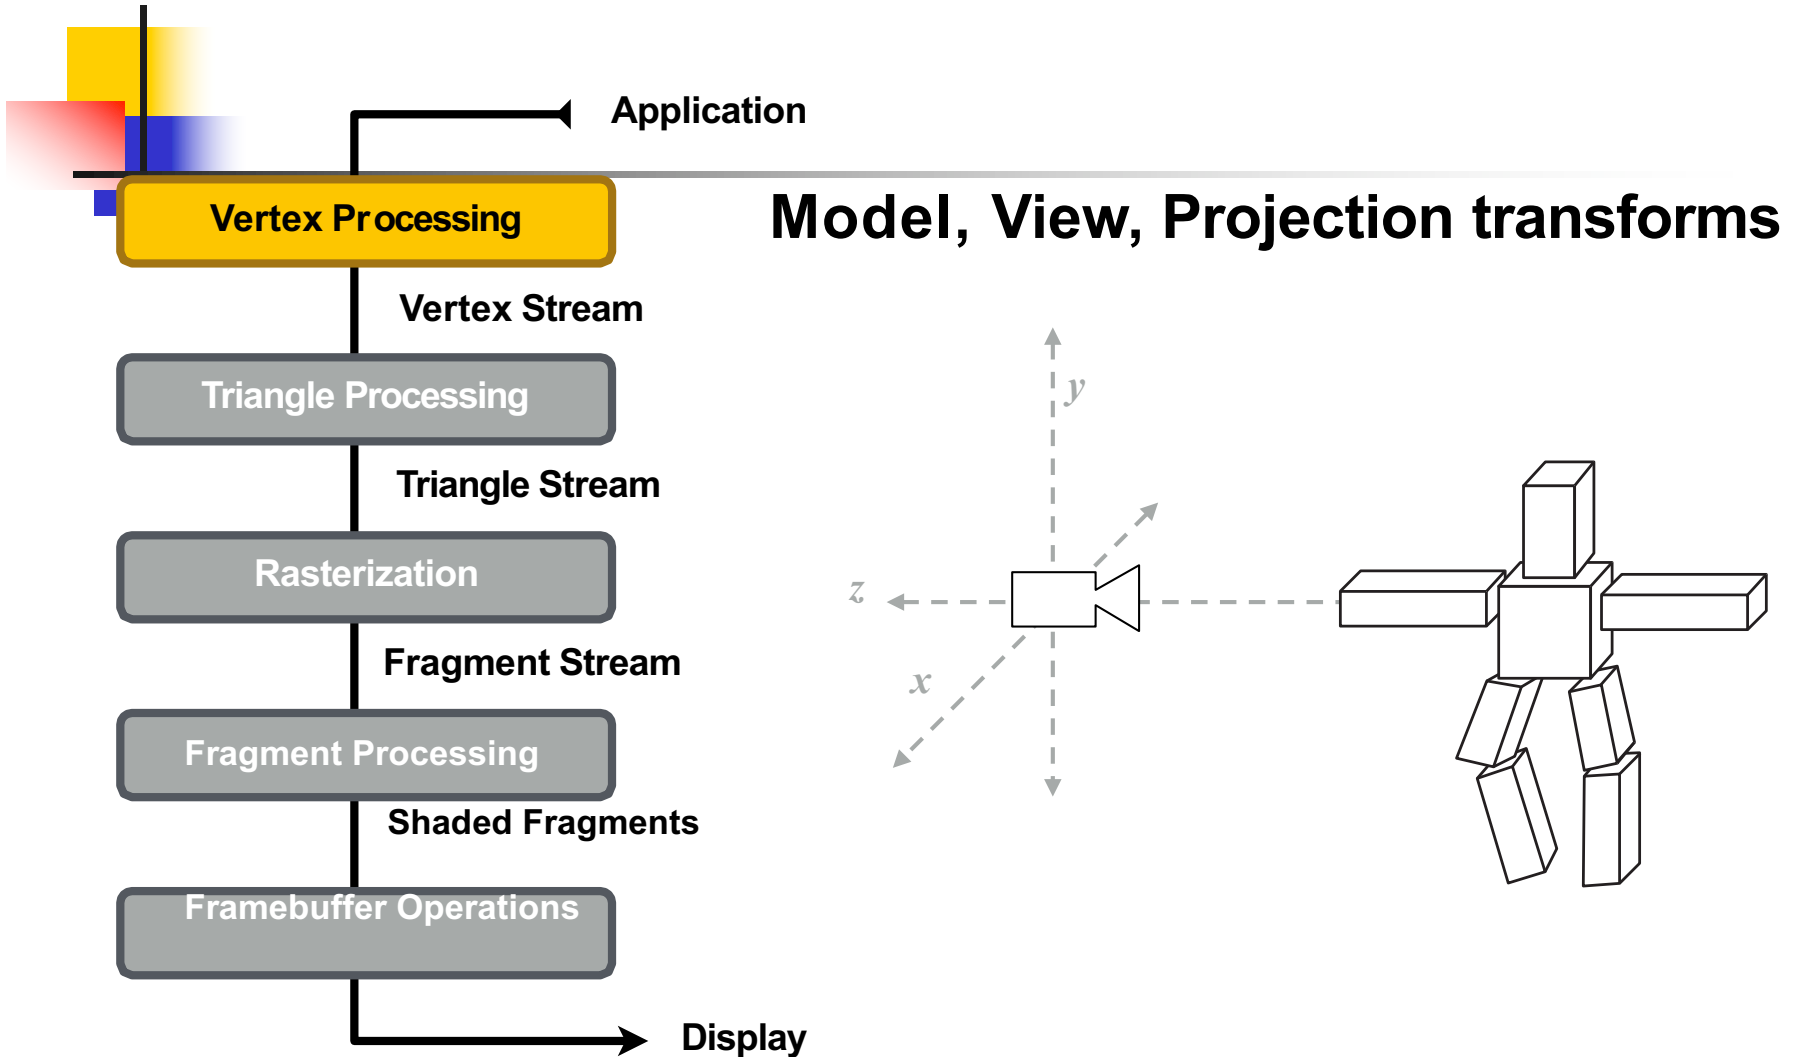 Application
Vertex Processing
Model, View, Projection transforms
Vertex Stream
Triangle Processing
Triangle Stream
Rasterization
Fragment Stream
Fragment Processing
Shaded Fragments
Framebuffer Operations
Display
y
z
x